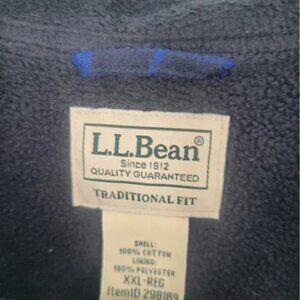 L.L.Bean®
Since 1912
QUALITY GUARANTEED
TRADITIONAL FIT
SHELL:
100% COTTON
LINING:
100% POLYESTER
XXL-REG
ItemID 298189